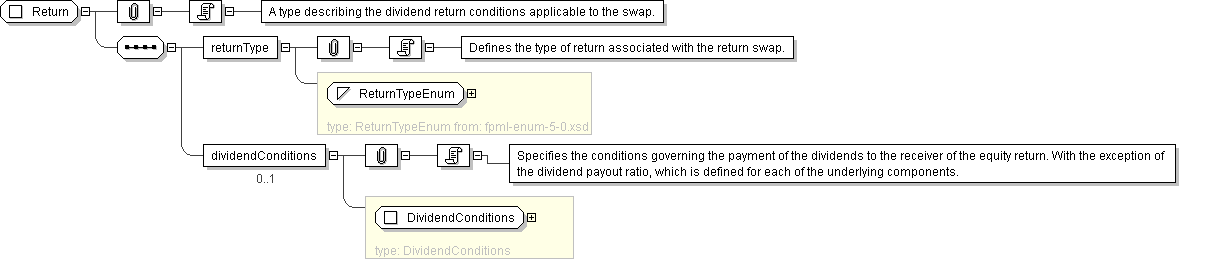 Return
A type describing the dividend return conditions applicable to the swap.
returnType
Defines the type of return associated with the return swap.
ReturnTypeEnum
type: ReturnTypeEnum from: fpml-enum-5-0.xsd
dividendConditions
0..1
Specifies the conditions governing the payment of the dividends to the receiver of the equity return. With the exception of
the dividend payout ratio, which is defined for each of the underlying components.
DividendConditions
type: DividendConditions